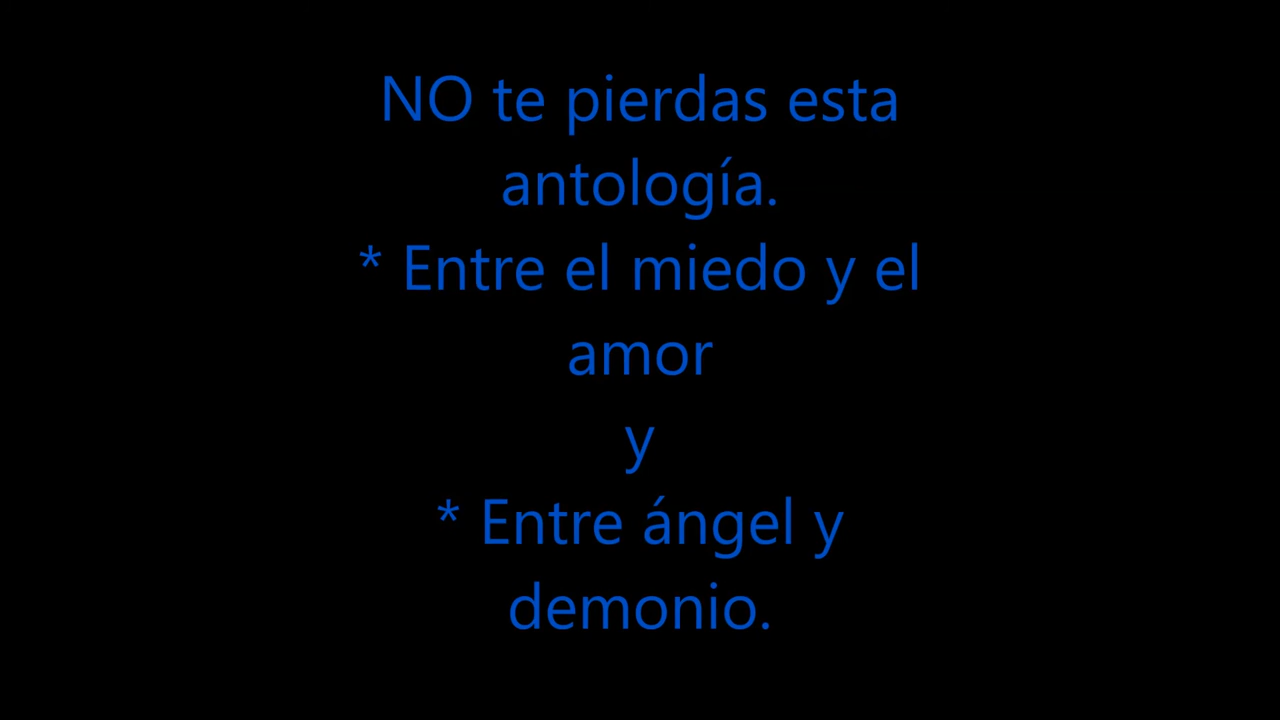 NO te pierdas esta
antología.
* Entre el miedo y el
amor
y
* Entre ángel y
demonio.